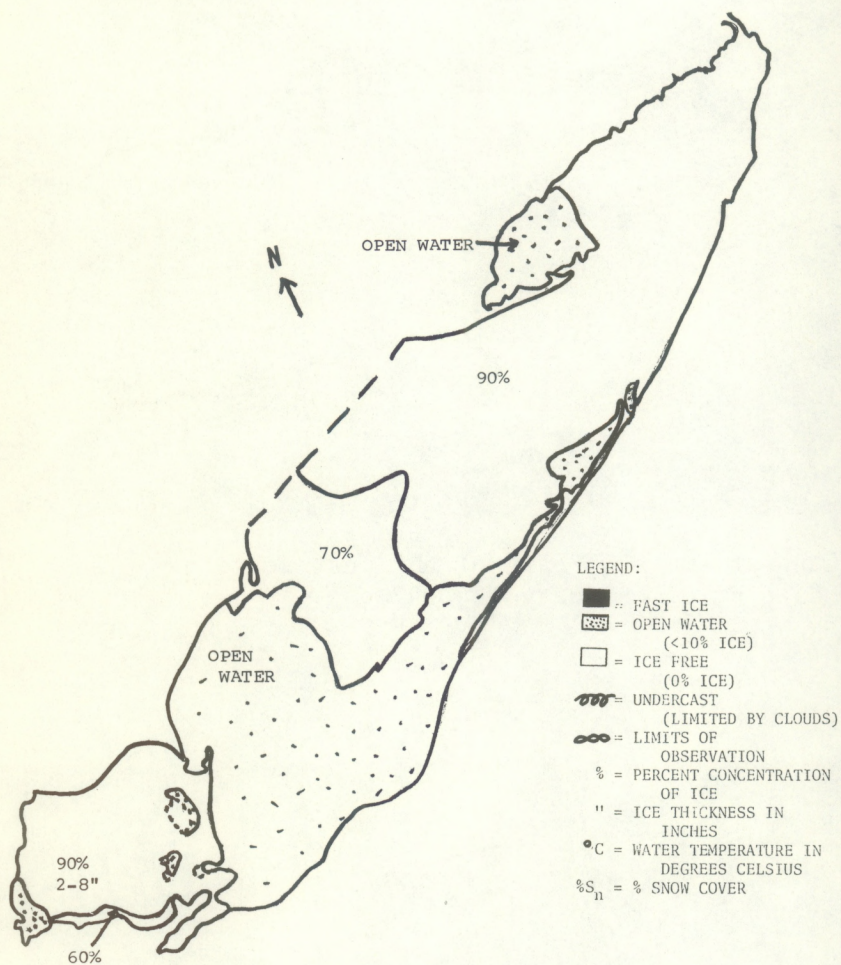 OPEN WATER
N
90%
70%
OPEN
WATER
90%
2-8"
60%
LEGEND:
= FAST ICE
= OPEN WATER
(<10% ICE)
= ICE FREE
(0% ICE)
= UNDERCAST
(LIMITED BY CLOUDS)
= LIMITS OF
OBSERVATION
% = PERCENT CONCENTRATION
OF ICE
" = ICE THICKNESS IN
INCHES
°C = WATER TEMPERATURE IN
DEGREES CELSIUS
%Sn = % SNOW COVER